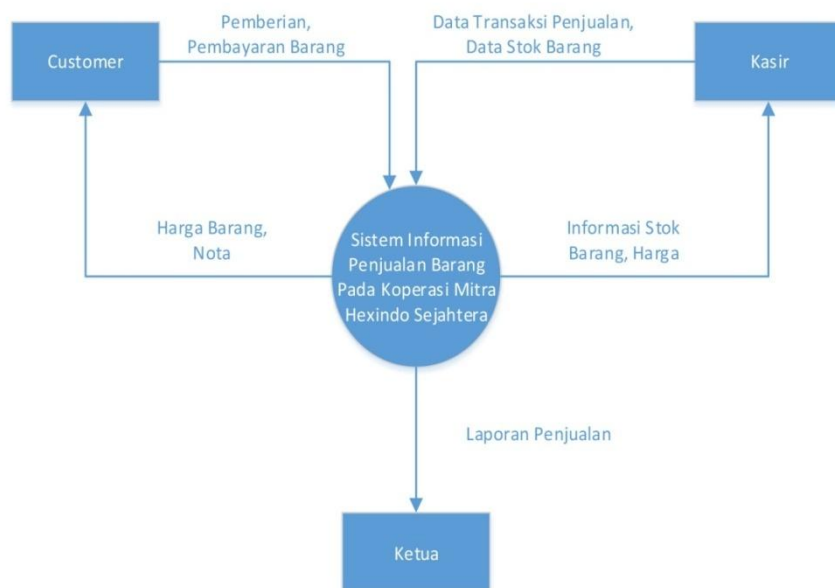 Customer
Pemberian,
Pembayaran Barang
Data Transaksi Penjualan,
Data Stok Barang
Kasir
Harga Barang,
Nota
Sistem Informasi
Penjualan Barang
Pada Koperasi Mitra
Hexindo Sejahtera
Informasi Stok
Barang, Harga
Laporan Penjualan
Ketua